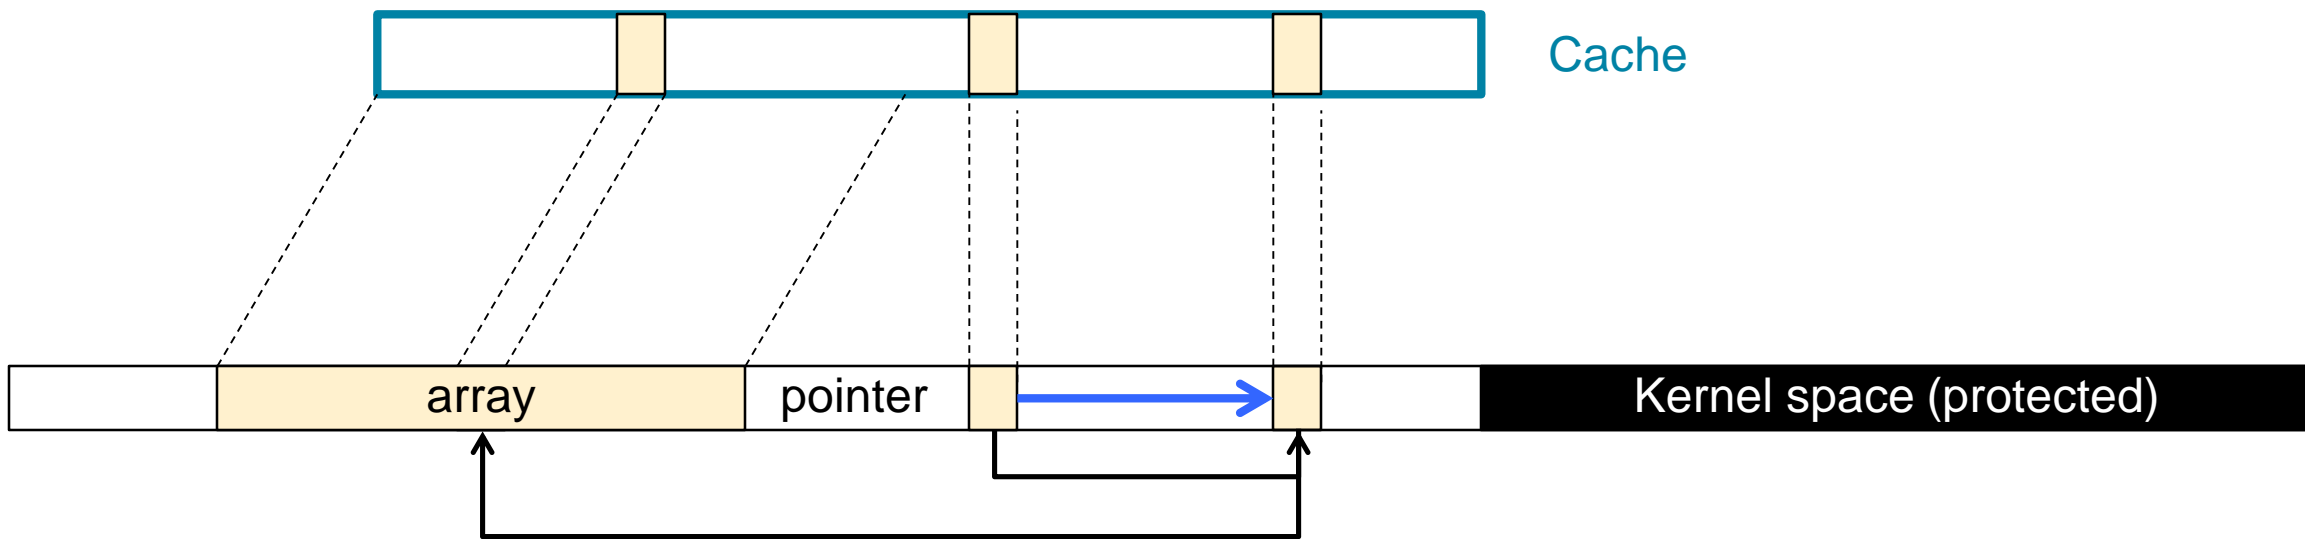 Cache
array
pointer
Kernel space (protected)